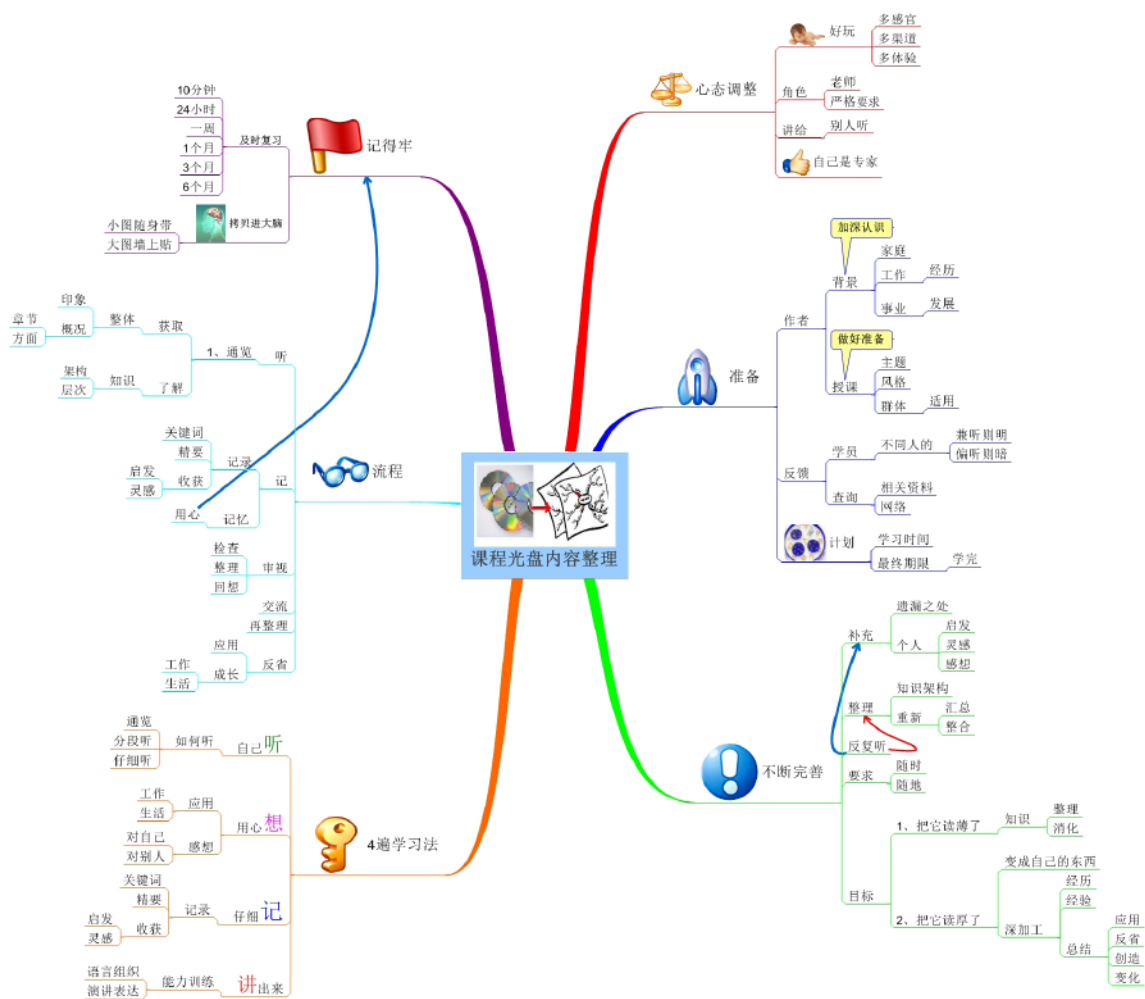 课程光盘内容整理
心态调整
好玩
多感官
多渠道
多体验
角色
老师
严格要求
讲给
别人听
自己是专家
准备
作者
加深认识
背景
家庭
工作
经历
事业
发展
做好准备
授课
主题
风格
群体
适用
反馈
学员
不同人的
兼听则明
偏听则暗
查询
相关资料
网络
计划
学习时间
最终期限
学完
不断完善
补充
遗漏之处
个人
启发
灵感
感想
整理
知识架构
重新
汇总
整合
反复听
要求
随时
随地
目标
1、把它读薄了
知识
整理
消化
2、把它读厚了
变成自己的东西
深加工
经历
经验
总结
应用
反省
创造
变化
4遍学习法
自己听
如何听
通览
分段听
仔细听
用心想
应用
工作
生活
感想
对自己
对别人
仔细记
记录
关键词
精要
收获
启发
灵感
讲出来
能力训练
语言组织
演讲表达
流程
听
1、通览
获取
整体
印象
概况
章节
方面
了解
知识
架构
层次
记
记录
关键词
精要
收获
启发
灵感
记忆
用心
审视
检查
整理
回想
交流
再整理
反省
应用
成长
工作
生活
记得牢
及时复习
10分钟
24小时
一周
1个月
3个月
6个月
拷贝进大脑
小图随身带
大图墙上贴